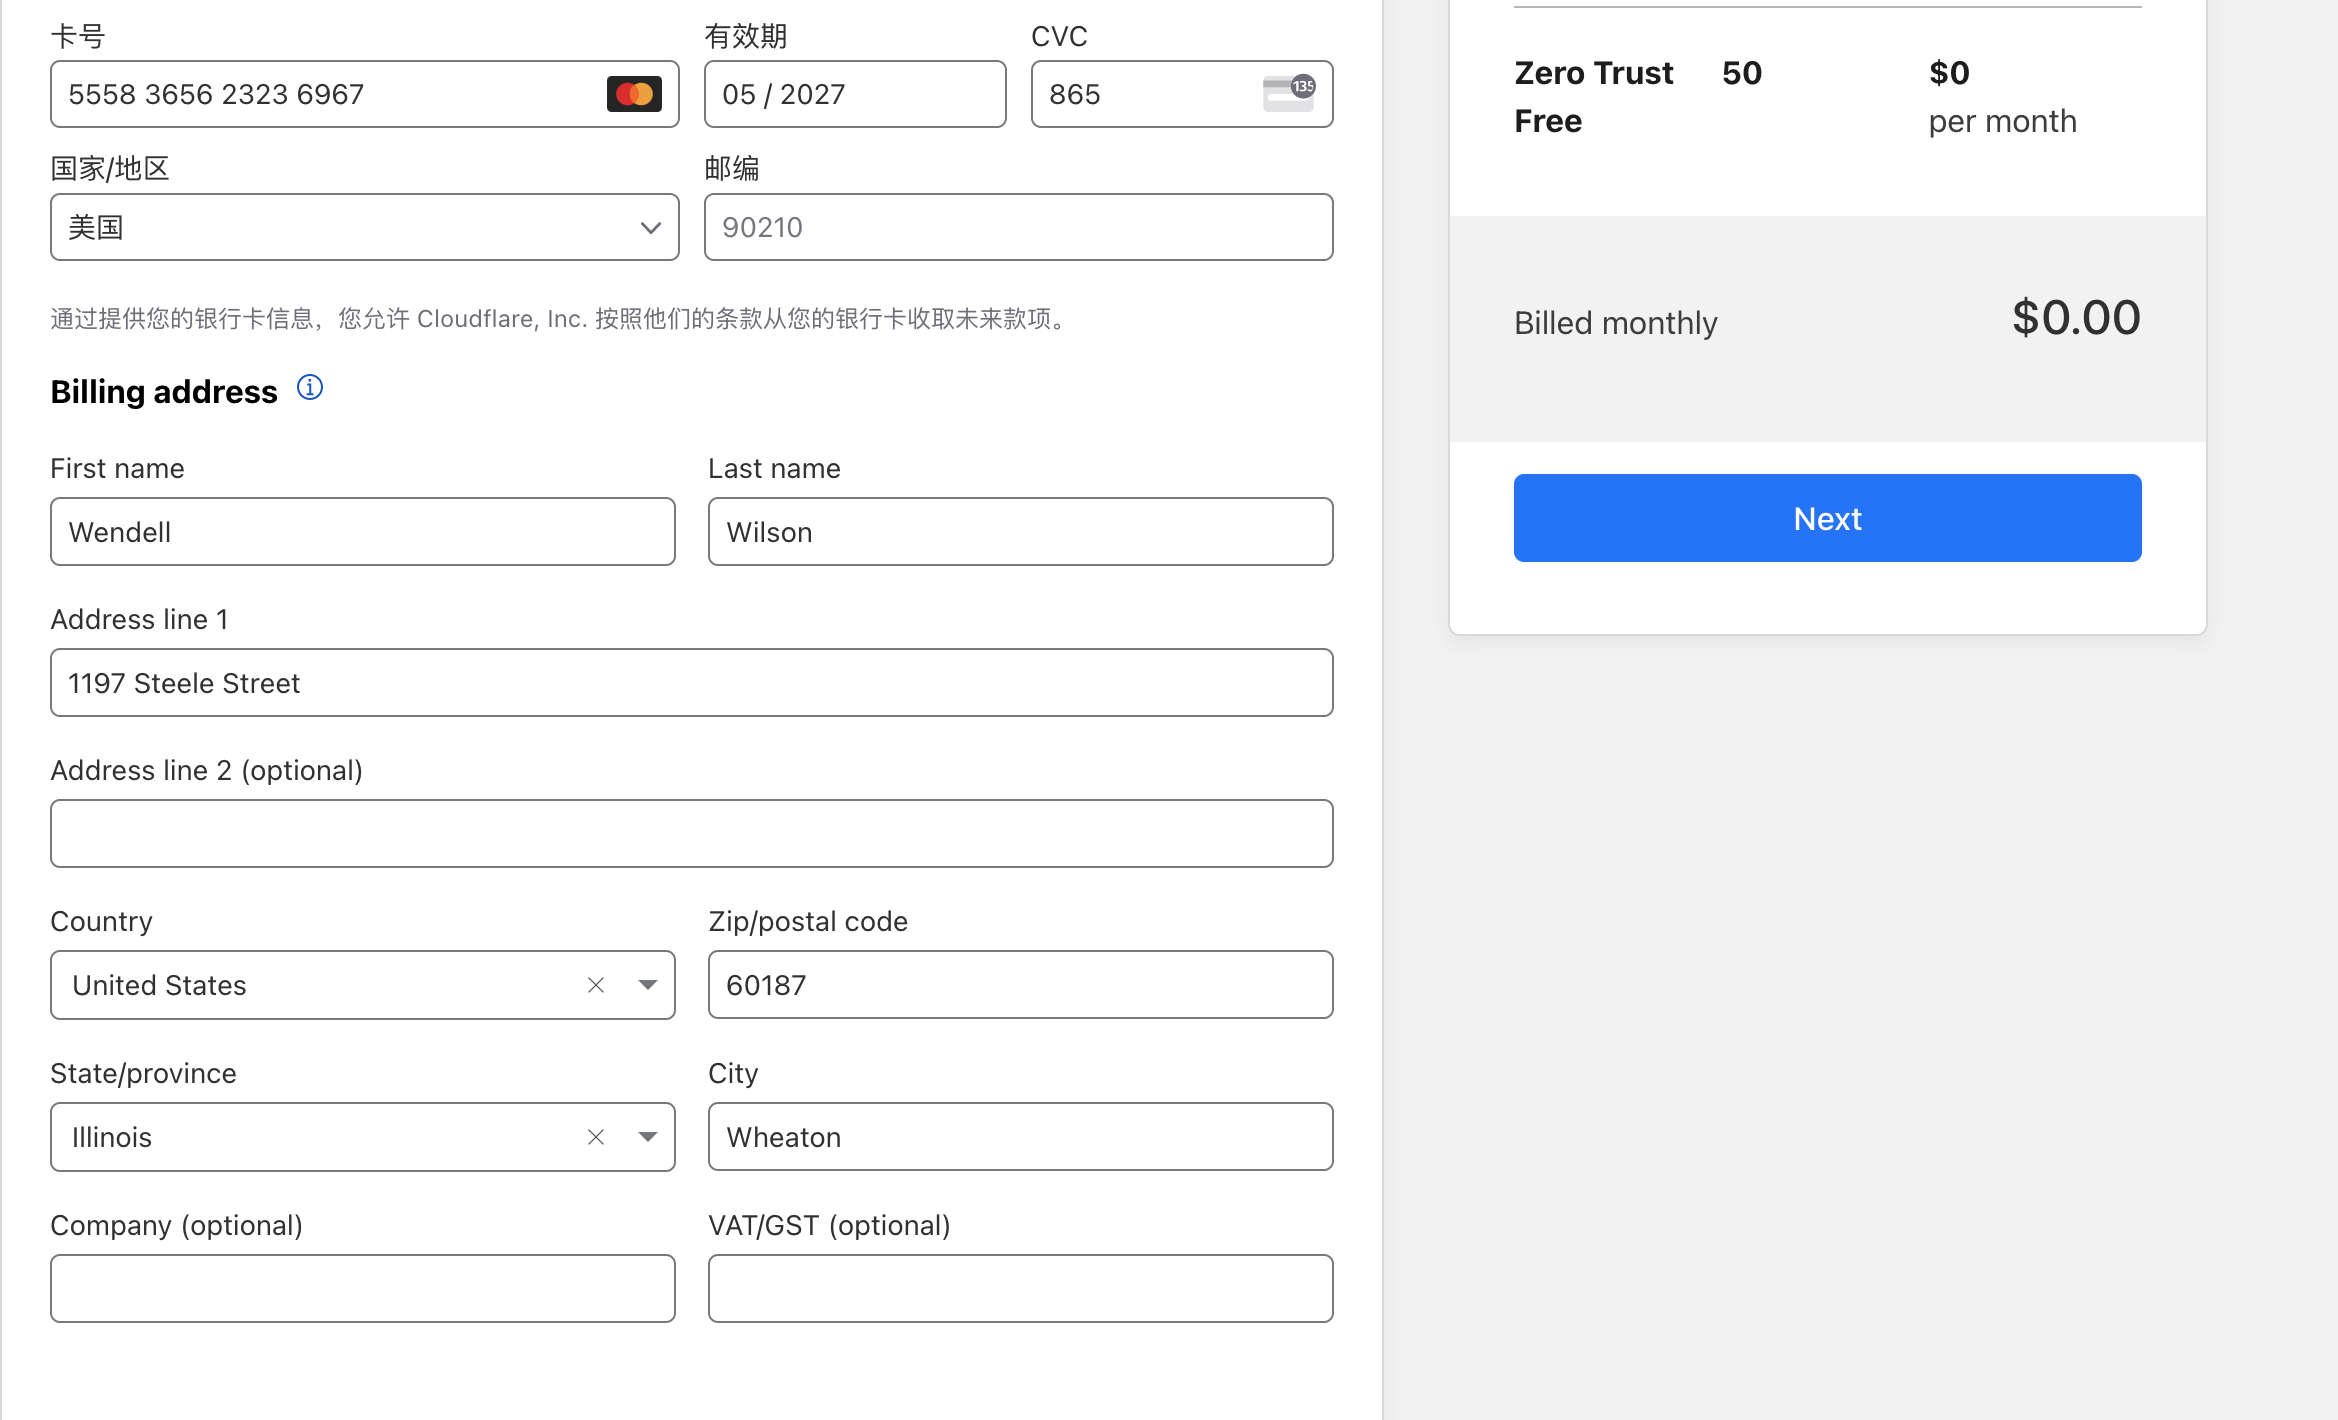 卡号
有效期
CVC
5558 3656 2323 6967
05 / 2027
865
135
国家/地区
邮编
美国
90210
通过提供您的银行卡信息，您允许 Cloudflare, Inc. 按照他们的条款从您的银行卡收取未来款项。
Billing address
First name
Last name
Wendell
Wilson
Address line 1
1197 Steele Street
Address line 2 (optional)
Country
Zip/postal code
United States
60187
State/province
City
Illinois
Wheaton
Company (optional)
VAT/GST (optional)
Zero Trust 50 $0
Free per month
Billed monthly $0.00
Next